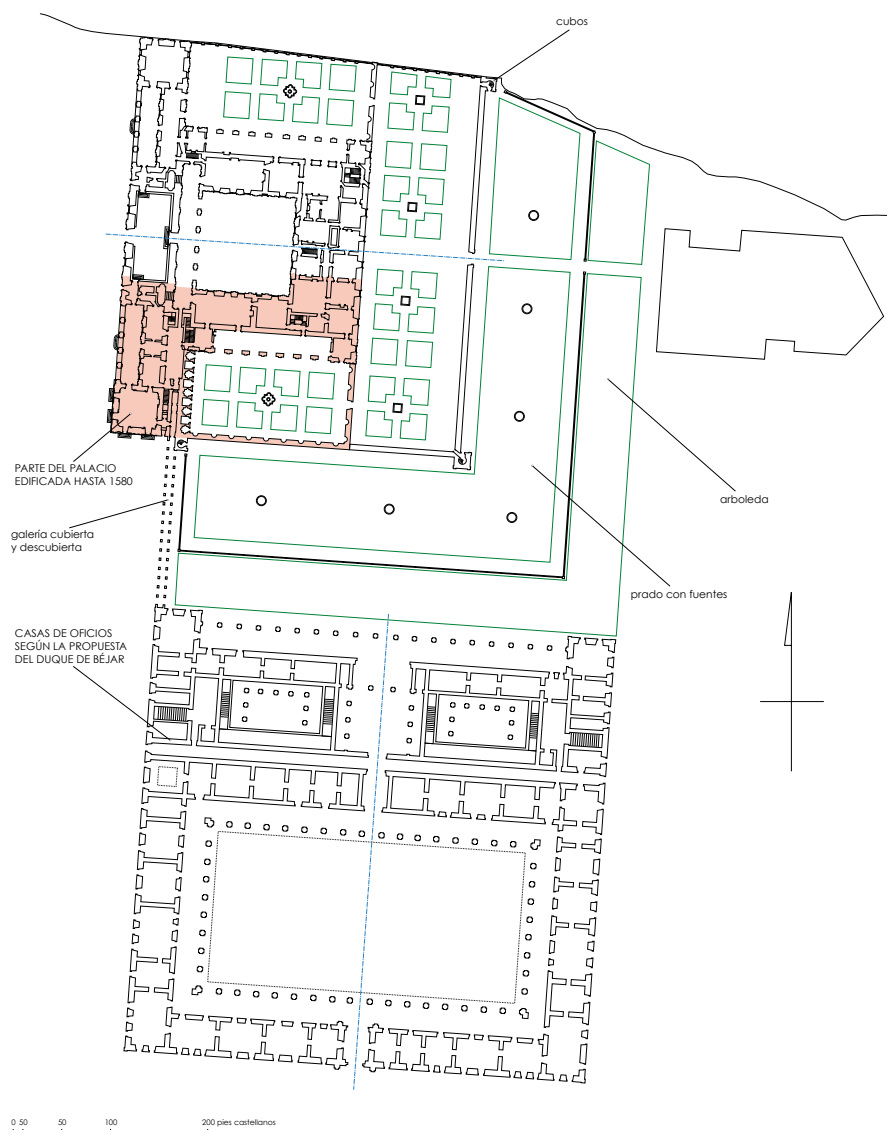 cubos
PARTE DEL PALACIO
EDIFICADA HASTA 1580
galería cubierta
y descubierta
arboleda
prado con fuentes
CASAS DE OFICIOS
SEGÚN LA PROPUESTA
DEL DUQUE DE BÉJAR
0 50 50 100 200 pies castellanos